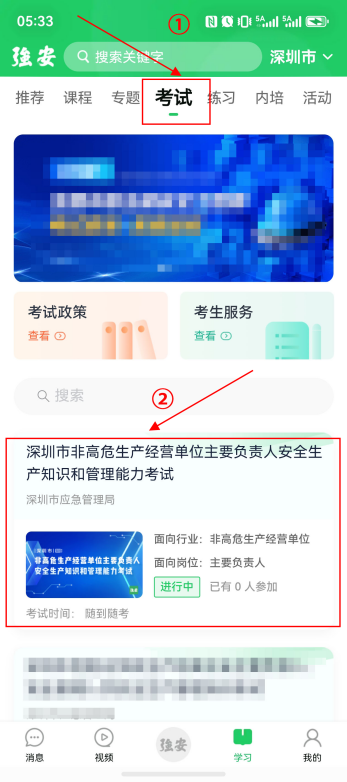 05:33
①
5A
5A
强安
搜索关键字
深圳市
推荐 课程 专题 考试 练习 内培 活动
考试政策
查看
考生服务
查看
搜索
②
深圳市非高危生产经营单位主要负责人安全生
产知识和管理能力考试
深圳市应急管理局
非高危生产经营单位主要负责人
安全生产知识和管理能力考试
面向行业：非高危生产经营单位
面向岗位：主要负责人
进行中 已有 0 人参加
考试时间： 随到随考
消息
视频
强安
学习
我的